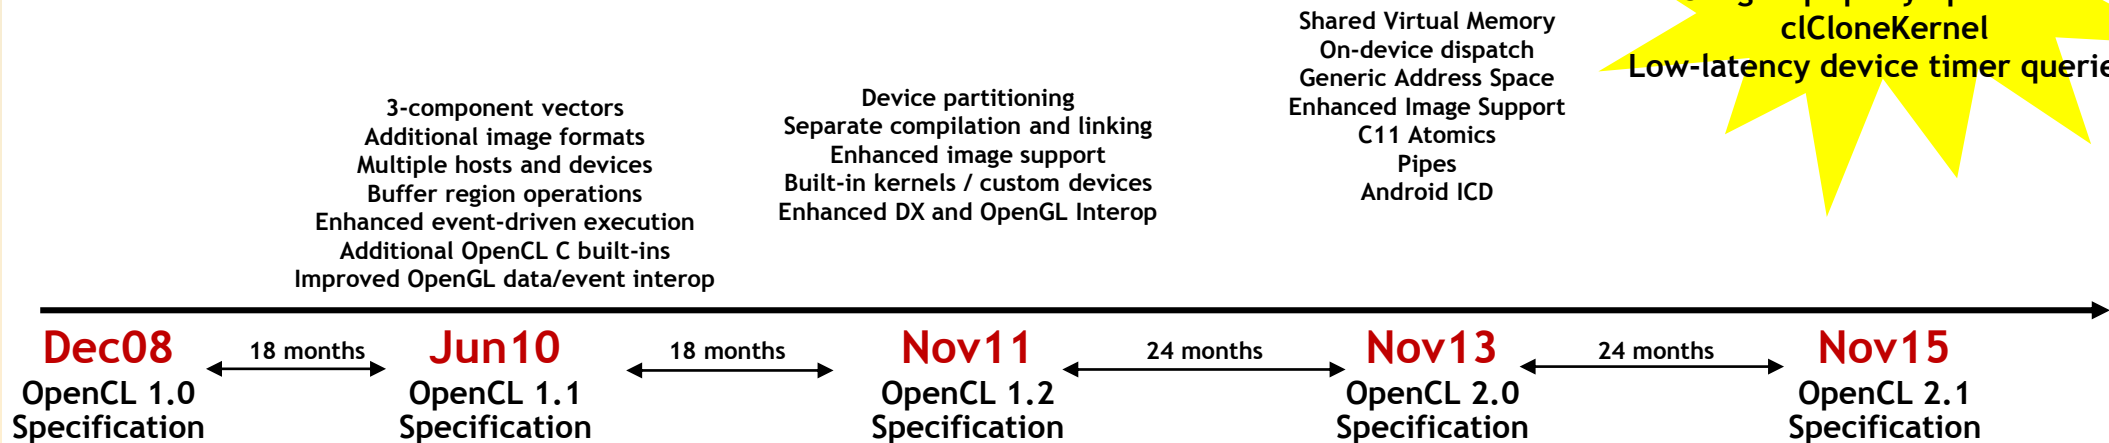 3-component vectors
Additional image formats
Multiple hosts and devices
Buffer region operations
Enhanced event-driven execution
Additional OpenCL C built-ins
Improved OpenGL data/event interop
Device partitioning
Separate compilation and linking
Enhanced image support
Built-in kernels / custom devices
Enhanced DX and OpenGL Interop
Shared Virtual Memory
On-device dispatch
Generic Address Space
Enhanced Image Support
C11 Atomics
Pipes
Android ICD
clCloneKernel
Low-latency device timer
Dec08
OpenCL 1.0
Specification
18 months
Jun10
OpenCL 1.1
Specification
18 months
Nov11
OpenCL 1.2
Specification
24 months
Nov13
OpenCL 2.0
Specification
24 months
Nov15
OpenCL 2.1
Specification